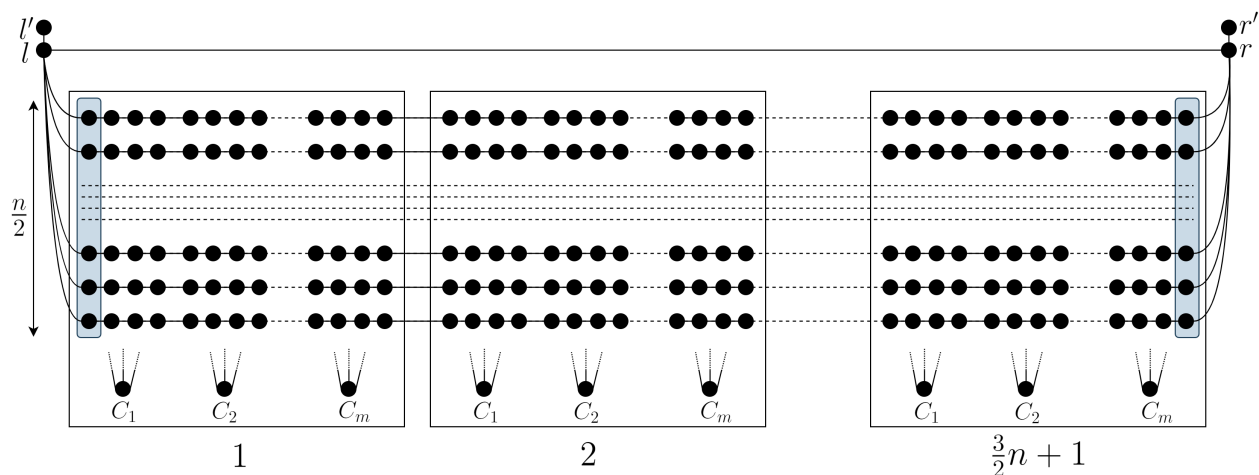 l′ r′
l r
n/2
C₁ C₂ Cₘ C₁ C₂ Cₘ C₁ C₂ Cₘ
1 2 3/2n + 1